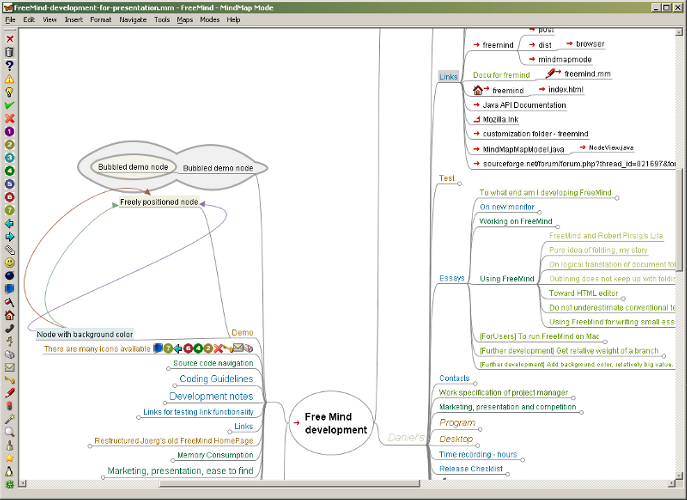 FreeMind-development-for-presentation.mm - FreeMind - MindMap Mode
File Edit View Insert Format Navigate Tools Maps Modes Help
post
freemind dist browser
mindmapmode
Links Docu for fremind freemind.mm
freemind index.html
Java API Documentation
Mozilla link
customization folder - freemind
MindMapMapModel.java NodeView.java
sourceforge.net/forum/forum.php?thread_id=821697&for
Bubbled demo node Bubbled demo node
Freely positioned node
Test
To what end am I developing FreeMind
On new monitor
Working on FreeMind
FreeMind and Robert Pirsig's Lila
Pure idea of folding, my story
On logical translation of document fol
Outlining does not keep up with foldin
Essays Using FreeMind Toward HTML editor
Do not underestimate conventional te
Using FreeMind for writing small ess
[ForUsers] To run FreeMind on Mac
[Further development] Get relative weight of a branch
[Further development] Add background color, relatively big value.
Node with background color Demo
There are many icons available
Source code navigation
Coding Guidelines
Development notes
Links for testing link functionality
Links
Restructured Joerg's old FreeMind HomePage
Memory Consumption
Marketing, presentation, ease to find
Free Mind
development
Daniel's
Contacts
Work specification of project manager
Marketing, presentation and competition
Program
Desktop
Time recording - hours
Release Checklist